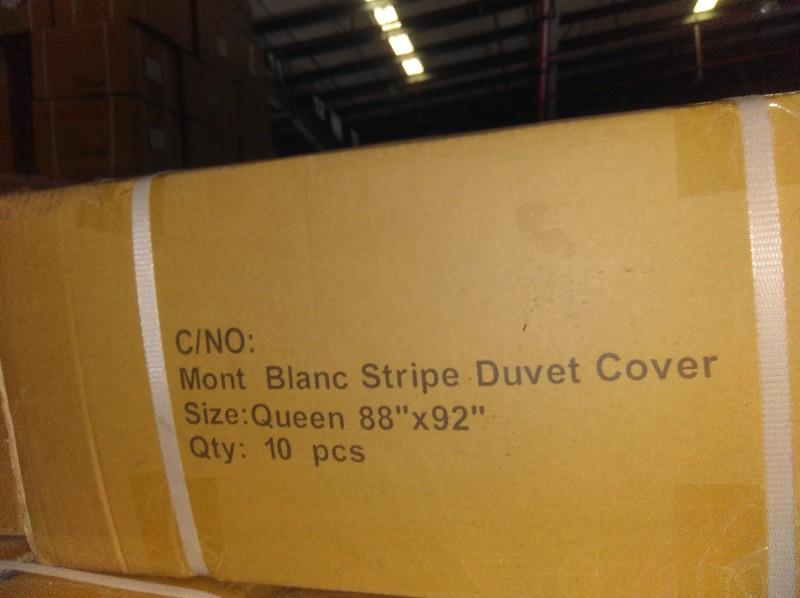 C/NO:
Mont Blanc Stripe Duvet Cover
Size:Queen 88"x92"
Qty: 10 pcs